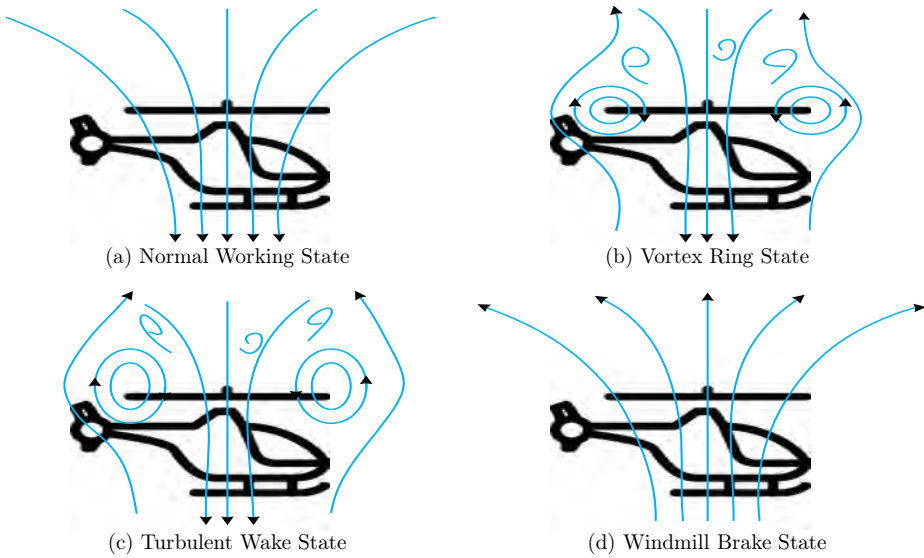 (a) Normal Working State
(b) Vortex Ring State
(c) Turbulent Wake State
(d) Windmill Brake State